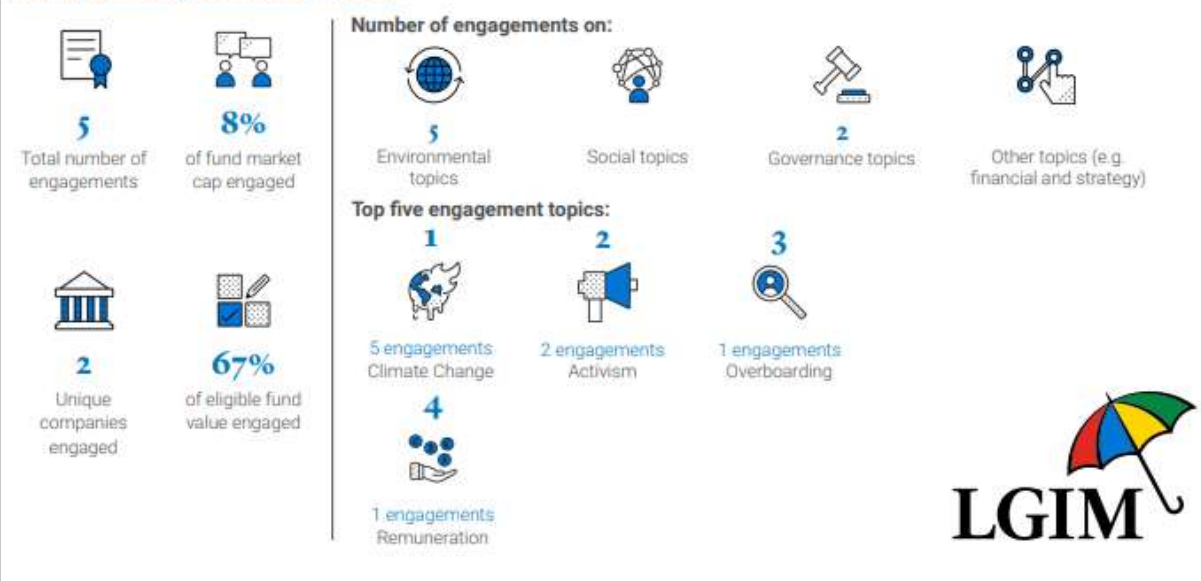 5
Total number of
engagements
8%
of fund market
cap engaged
2
Unique
companies
engaged
67%
of eligible fund
value engaged
Number of engagements on:
5
Environmental
topics
Social topics
2
Governance topics
Other topics (e.g.
financial and strategy)
Top five engagement topics:
1
5 engagements
Climate Change
2
2 engagements
Activism
3
1 engagements
Overboarding
4
1 engagements
Remuneration
LGIM